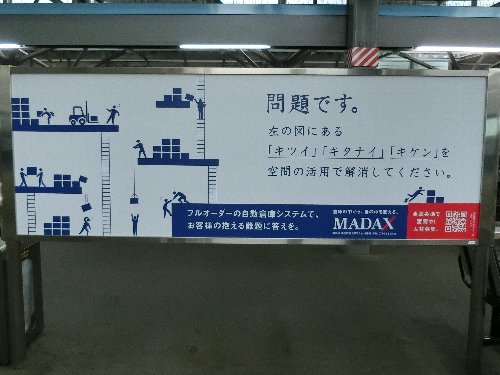 問題です。
左の図にある
「キツイ」「キタナイ」「キケン」を
空間の活用で解消してください。
フルオーダーの自動倉庫システムで、
お客様の抱える難題に答えを。
MADAX